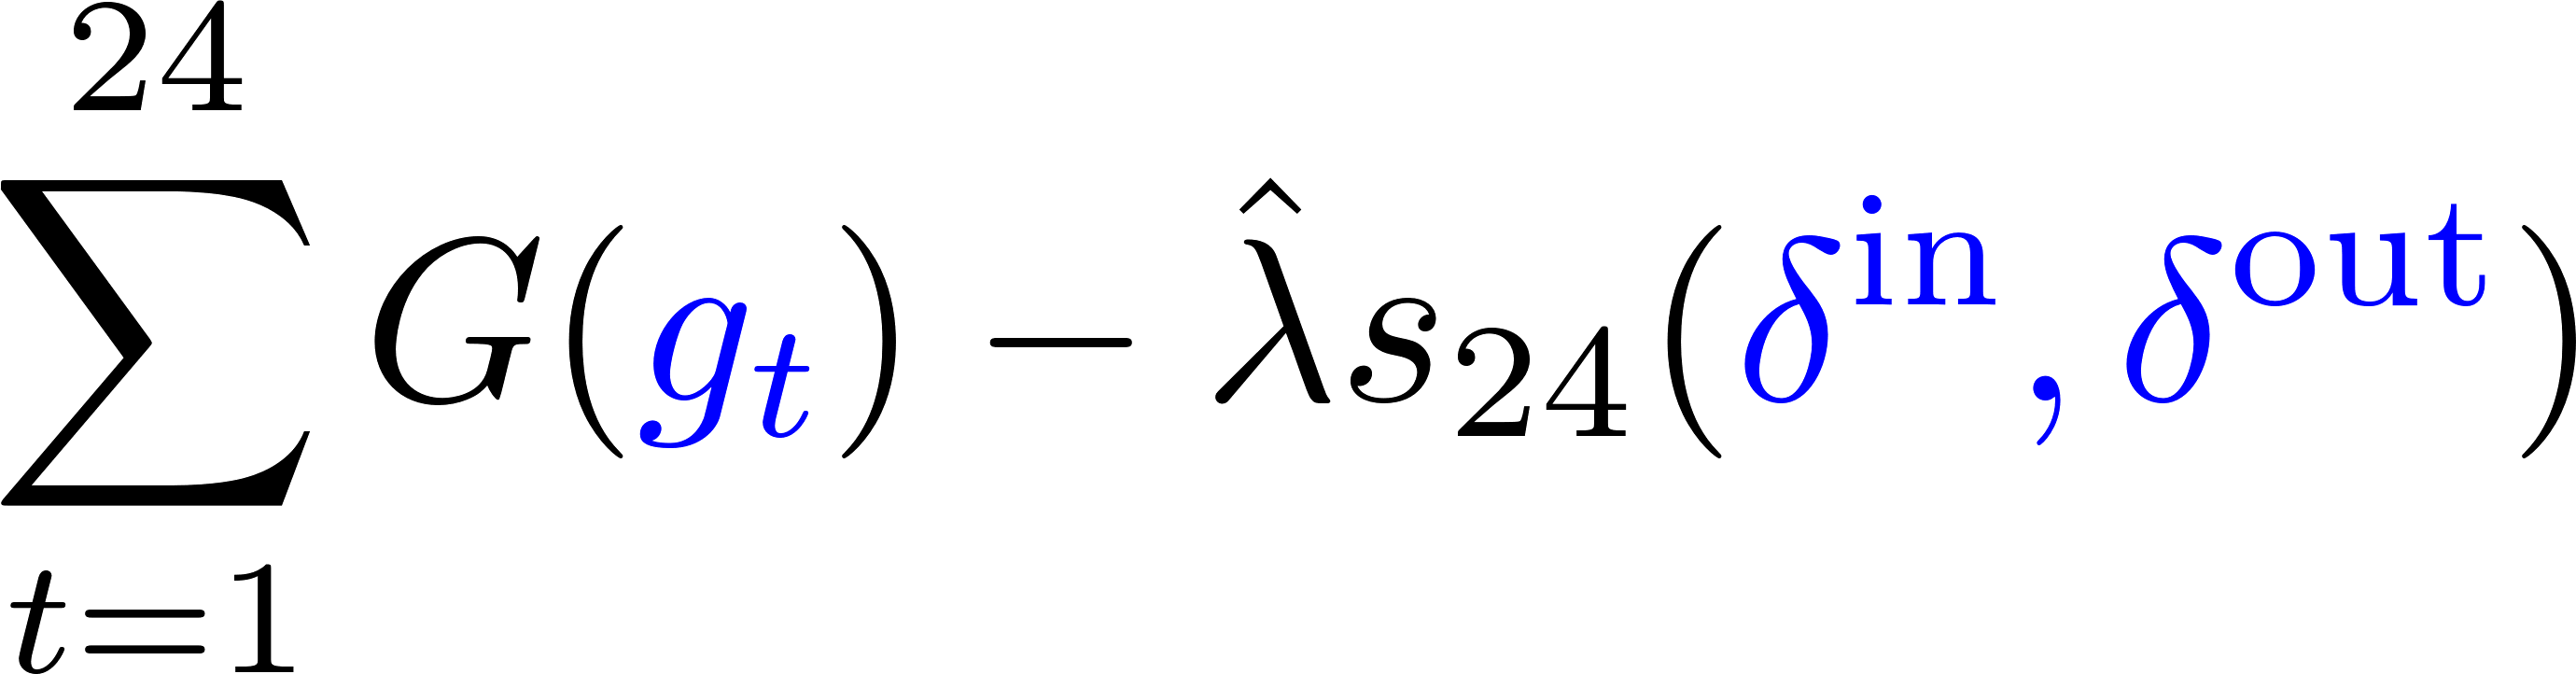 $\sum_{t=1}^{24} G(g_t) - \hat{\lambda} s_{24}(\delta^{\text{in}}, \delta^{\text{out}})$